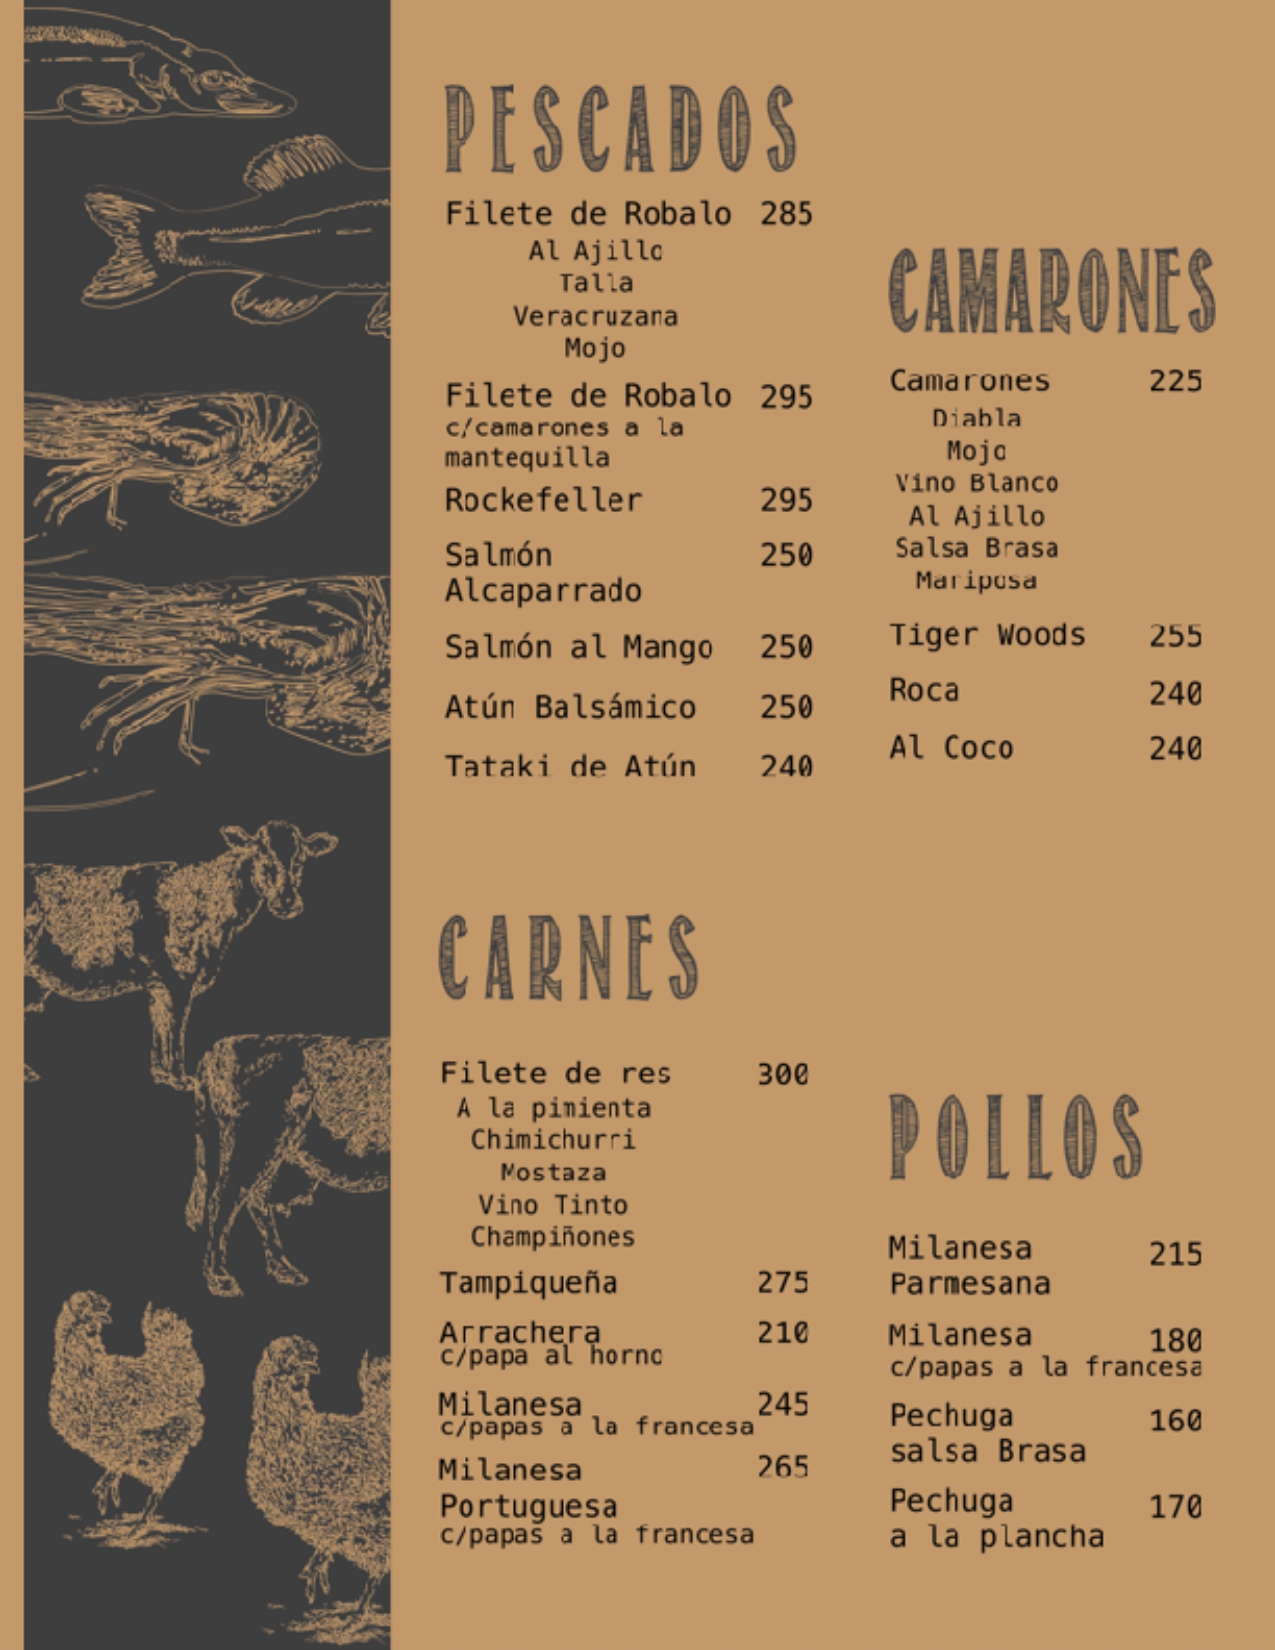 PESCADOS
Filete de Robalo 285
Al Ajillo
Talla
Veracruzana
Mojo
Filete de Robalo 295
c/camarones a la
mantequilla
Rockefeller 295
Salmón 250
Alcaparrado
Salmón al Mango 250
Atún Balsámico 250
Tataki de Atún 240
CAMARONES
Camarones 225
Diabla
Mojo
Vino Blanco
Al Ajillo
Salsa Brasa
Mariposa
Tiger Woods 255
Roca 240
Al Coco 240
CARNES
Filete de res 300
A la pimienta
Chimichurri
Mostaza
Vino Tinto
Champiñones
Tampiqueña 275
Arrachera 210
c/papa al horno
Milanesa 245
c/papas a la francesa
Milanesa 265
Portuguesa
c/papas a la francesa
POLLOS
Milanesa 215
Parmesana
Milanesa 180
c/papas a la francesa
Pechuga 160
salsa Brasa
Pechuga 170
a la plancha